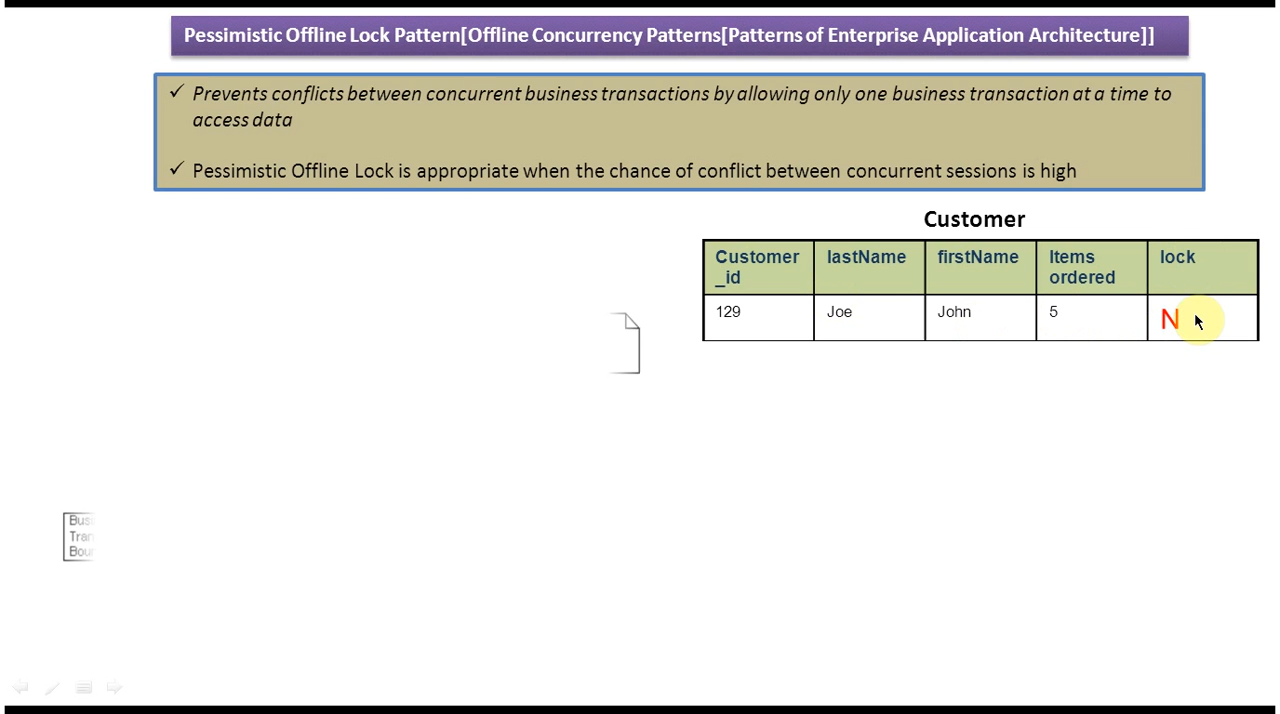 Pessimistic Offline Lock Pattern[Offline Concurrency Patterns[Patterns of Enterprise Application Architecture]]
✓ Prevents conflicts between concurrent business transactions by allowing only one business transaction at a time to
access data
✓ Pessimistic Offline Lock is appropriate when the chance of conflict between concurrent sessions is high
Customer
Customer
_id
lastName
firstName
Items
ordered
lock
129
Joe
John
5
N